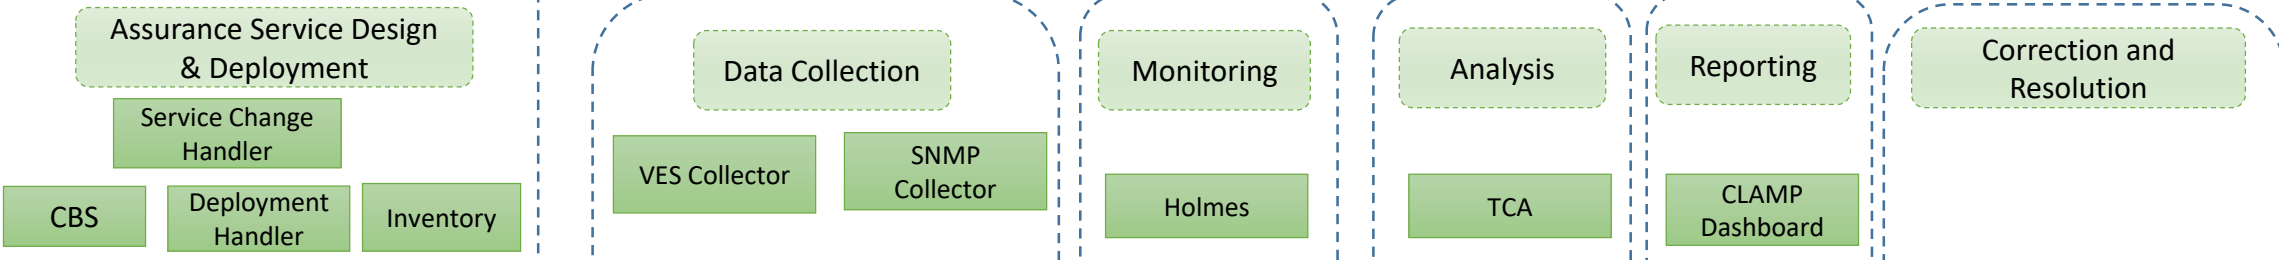 Assurance Service Design
& Deployment
Service Change
Handler
CBS
Deployment
Handler
Inventory
Data Collection
VES Collector
SNMP
Collector
Monitoring
Holmes
Analysis
TCA
Reporting
CLAMP
Dashboard
Correction and
Resolution